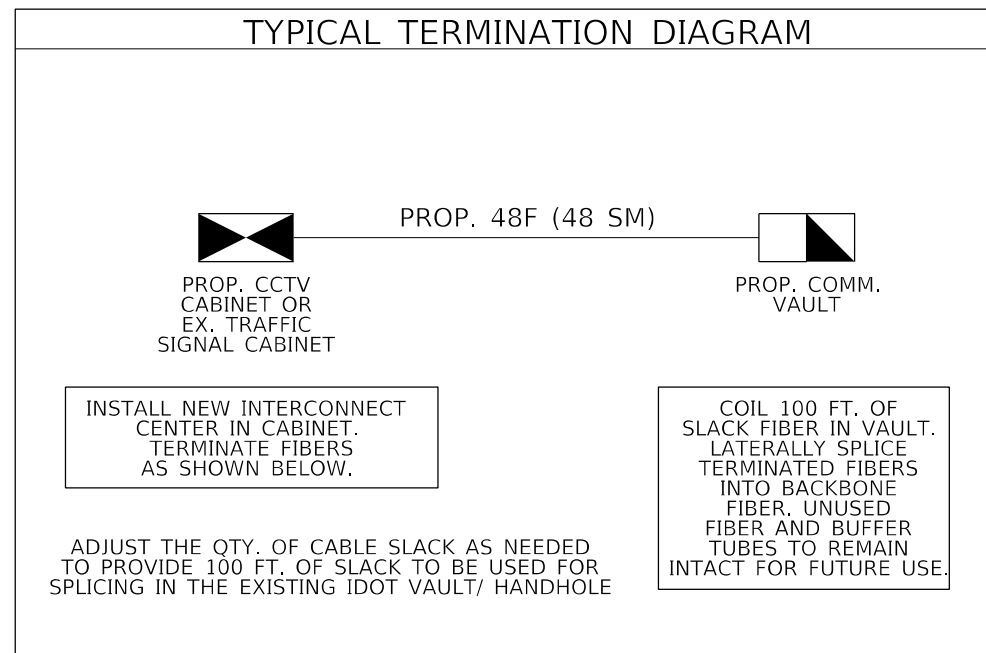 TYPICAL TERMINATION DIAGRAM
PROP. 48F (48 SM)
PROP. CCTV
CABINET OR
EX. TRAFFIC
SIGNAL CABINET
PROP. COMM.
VAULT
INSTALL NEW INTERCONNECT
CENTER IN CABINET.
TERMINATE FIBERS
AS SHOWN BELOW.
COIL 100 FT. OF
SLACK FIBER IN VAULT.
LATERALLY SPLICE
TERMINATED FIBERS
INTO BACKBONE
FIBER. UNUSED
FIBER AND BUFFER
TUBES TO REMAIN
INTACT FOR FUTURE USE.
ADJUST THE QTY. OF CABLE SLACK AS NEEDED
TO PROVIDE 100 FT. OF SLACK TO BE USED FOR
SPLICING IN THE EXISTING IDOT VAULT/ HANDHOLE